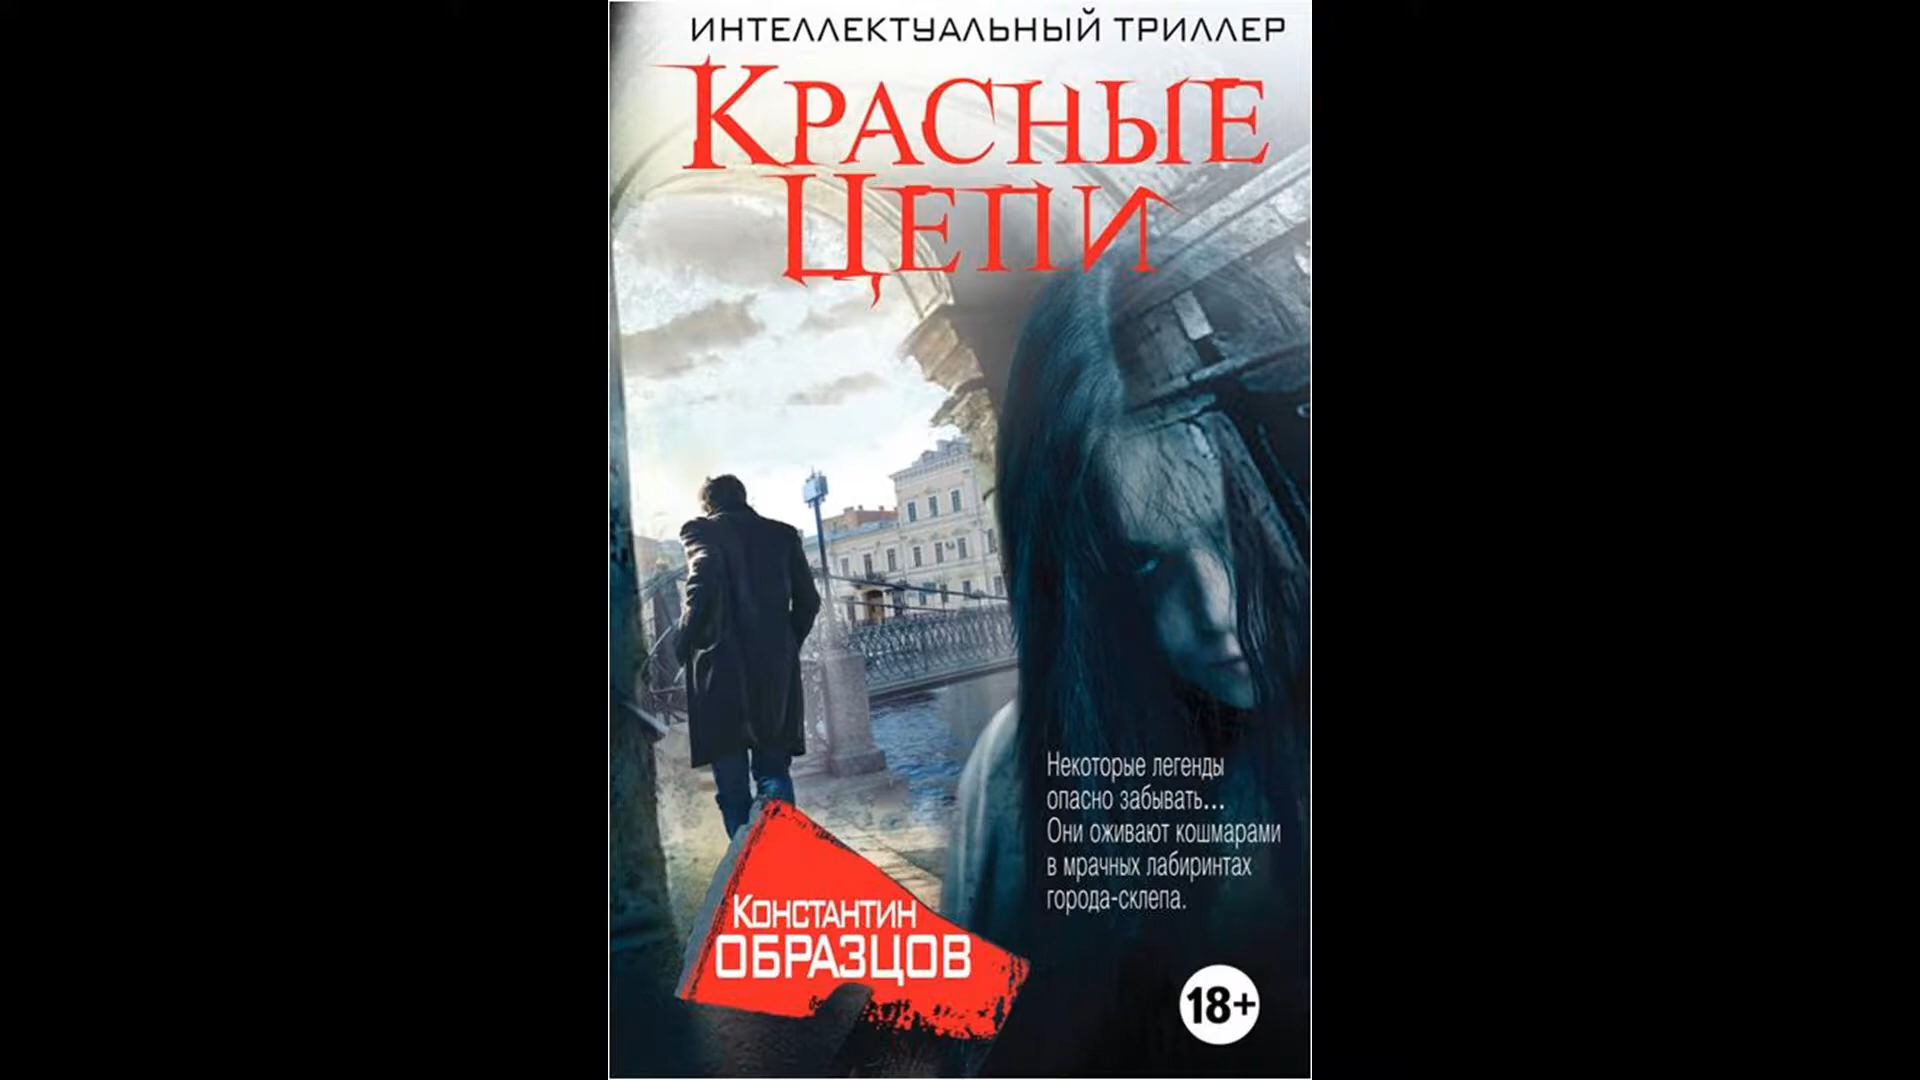 ИНТЕЛЛЕКТУАЛЬНЫЙ ТРИЛЛЕР
КРАСНЫЕ
ЦЕПИ
Некоторые легенды
опасно забывать...
Они оживают кошмарами
в мрачных лабиринтах
города-склепа.
КОНСТАНТИН
ОБРАЗЦОВ
18+